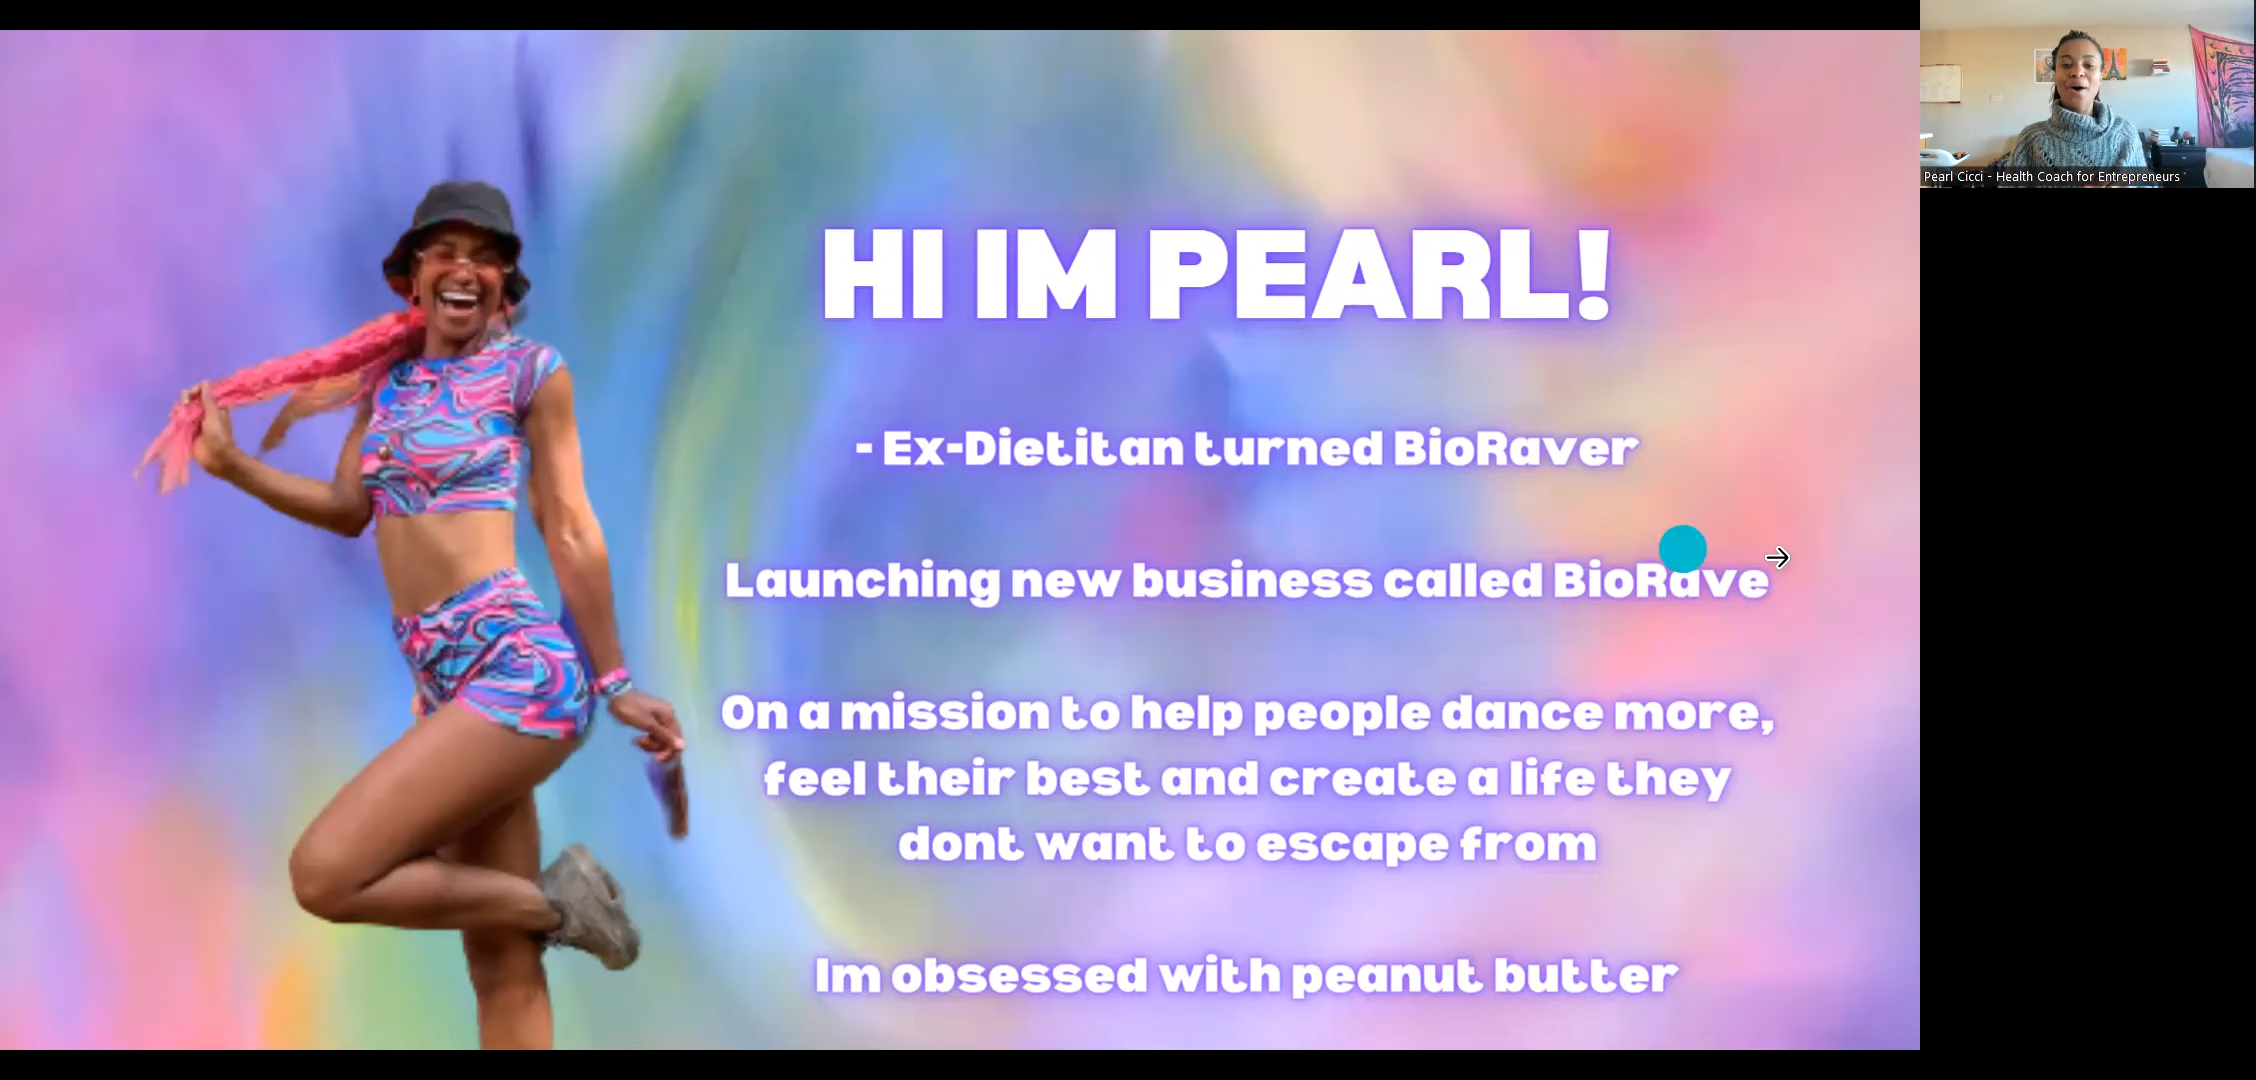 HI IM PEARL!
- Ex-Dietitan turned BioRaver
Launching new business called BioRave
On a mission to help people dance more,
feel their best and create a life they
dont want to escape from
Im obsessed with peanut butter
Pearl Cicci - Health Coach for Entrepreneurs